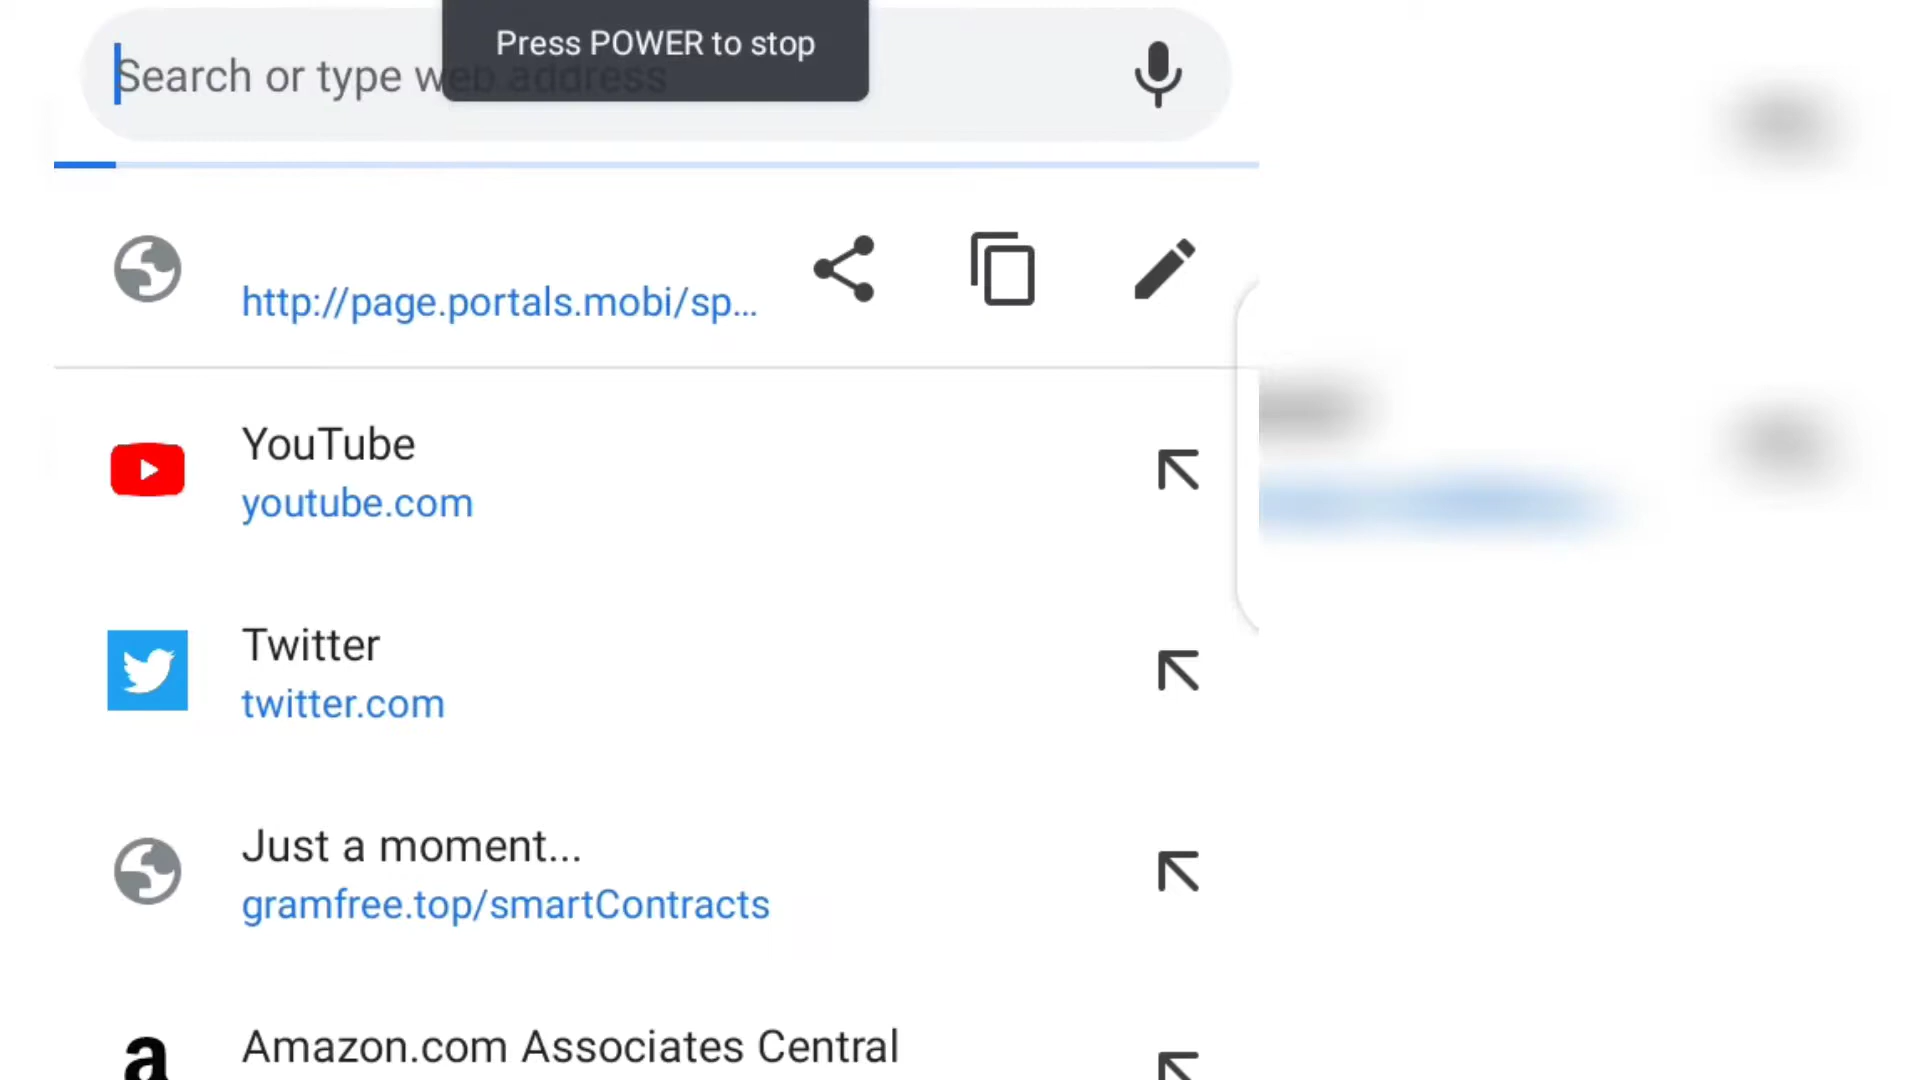 Press POWER to stop
Search or type web address
http://page.portals.mobi/sp...
YouTube
youtube.com
Twitter
twitter.com
Just a moment...
gramfree.top/smartContracts
a
Amazon.com Associates Central